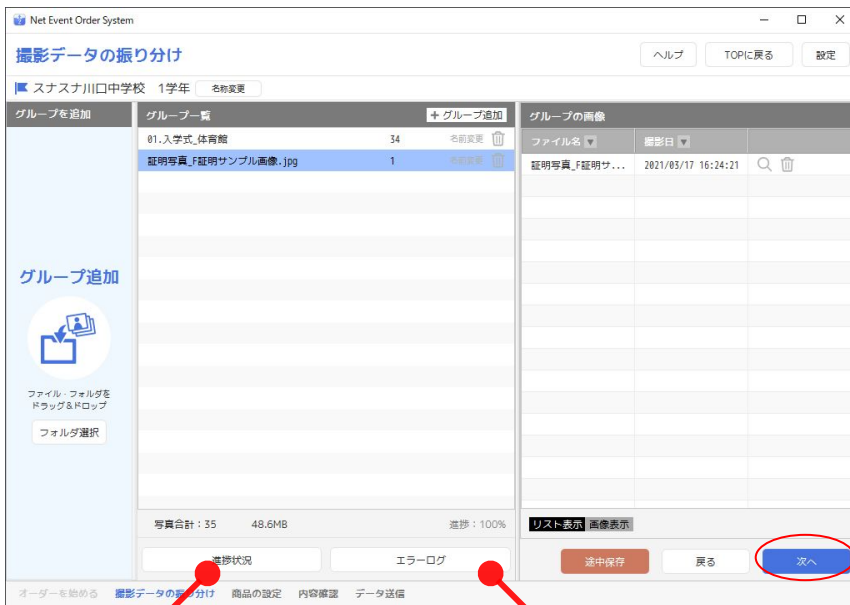 Net Event Order System
撮影データの振り分け
ヘルプ TOPに戻る 設定
スナスナ川口中学校 1学年 名称変更
グループを追加 グループ一覧 + グループ追加 グループの画像
01.入学式_体育館 34 名前変更
ファイル名 ▼ 撮影日 ▼
証明写真_F証明サンプル画像.jpg 1 名前変更
証明写真_F証明サ... 2021/03/17 16:24:21
グループ追加
ファイル・フォルダを
ドラッグ&ドロップ
フォルダ選択
写真合計：35 48.6MB 進捗：100%
リスト表示 画像表示
進捗状況 エラーログ 途中保存 戻る 次へ
オーダーを始める 撮影データの振り分け 商品の設定 内容確認 データ送信